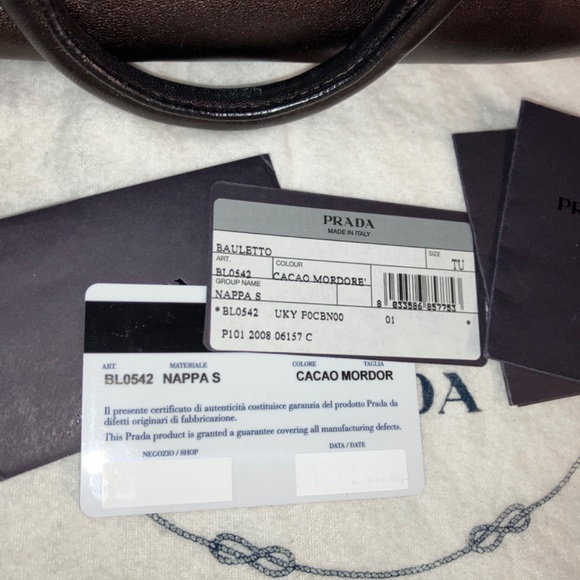 PRADA
MADE IN ITALY
BAULETTO
SIZE
TU
ART.
COLOUR
BL0542 CACAO MORDORE'
GROUP NAME
NAPPA S
8 033586 857753
*BL0542 UKY F0CBN00 01 *
P101 2008 06157 C
PRADA
DA
ART. MATERIALE COLORE TAGLIA
BL0542 NAPPA S CACAO MORDOR
Il presente certificato di autenticità costituisce garanzia del prodotto Prada da
difetti originari di fabbricazione.
This Prada product is granted a guarantee covering all manufacturing defects.
NEGOZIO / SHOP DATA / DATE